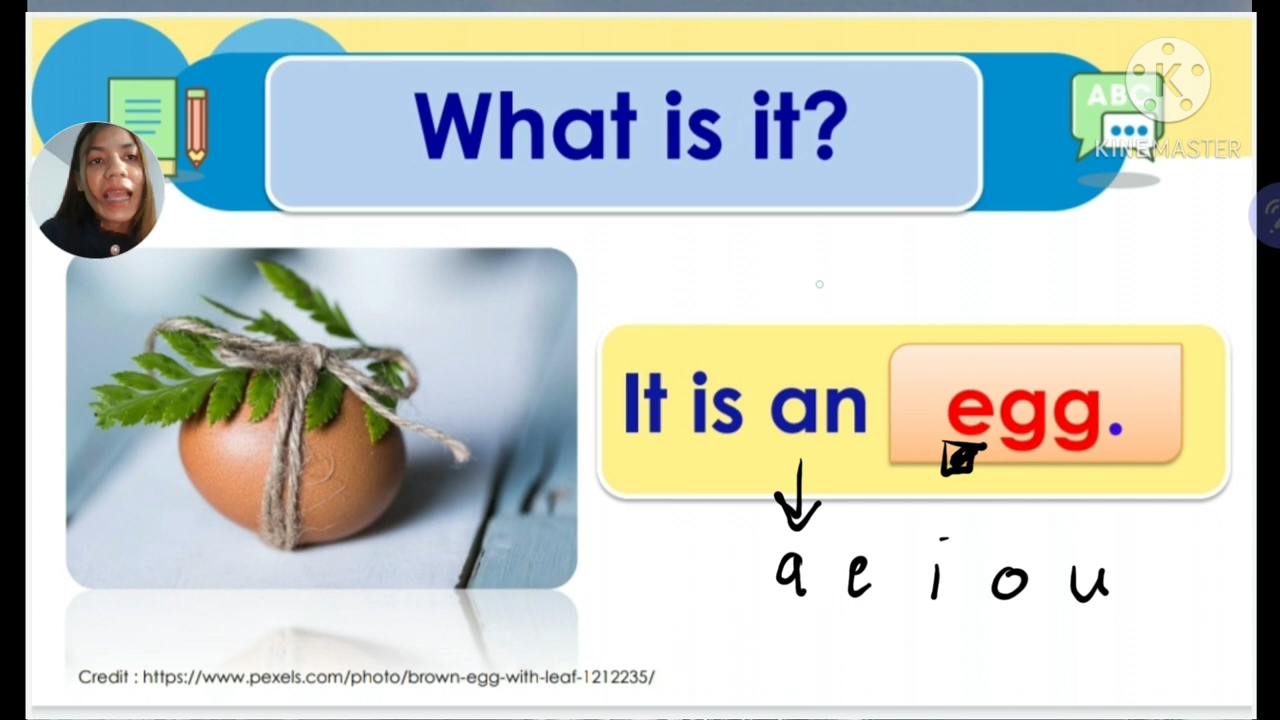 What is it?
ABC
KINEMASTER
It is an egg.
a e i o u
Credit : https://www.pexels.com/photo/brown-egg-with-leaf-1212235/